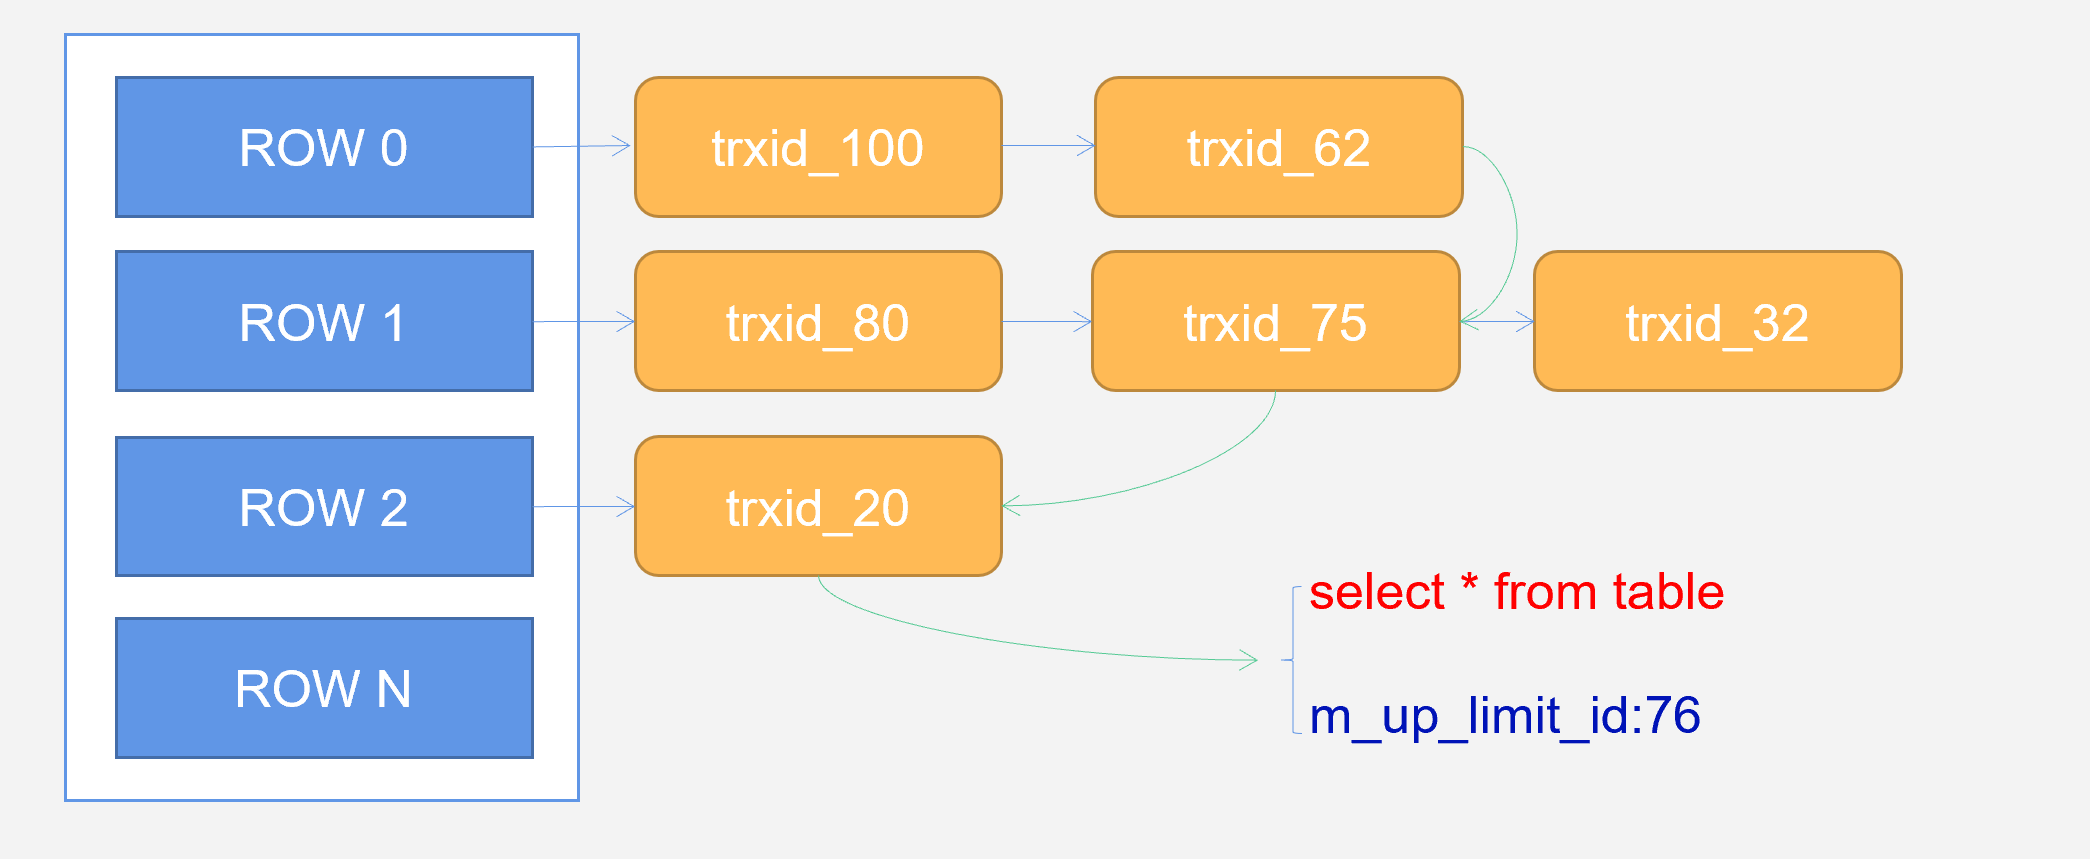 ROW 0
trxid_100
trxid_62
ROW 1
trxid_80
trxid_75
trxid_32
ROW 2
trxid_20
select * from table
ROW N
m_up_limit_id:76